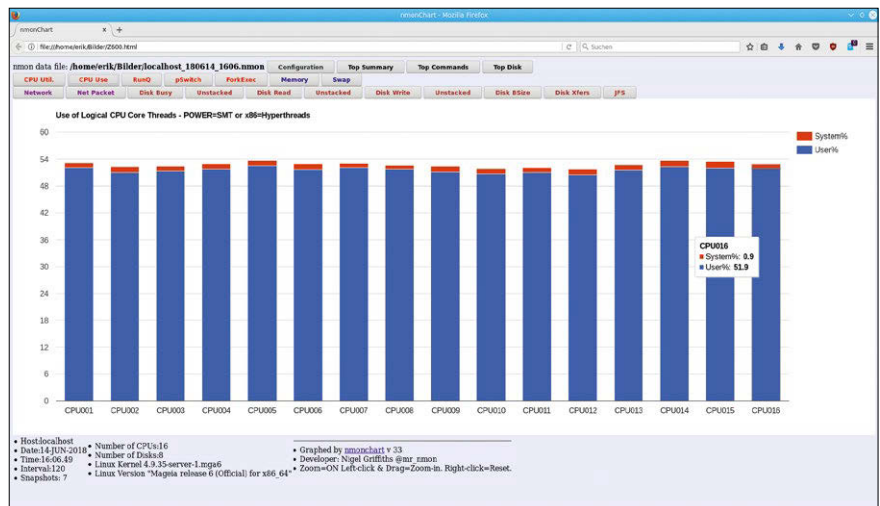 nmonChart - Mozilla Firefox
nmonChart x +
file:///home/erik/Bilder/Z600.html
Suchen
nmon data file: /home/erik/Bilder/localhost_180614_1606.nmon Configuration Top Summary Top Commands Top Disk
CPU Util. CPU Use RunQ pSwitch ForkExec Memory Swap
Network Net Packet Disk Busy Unstacked Disk Read Unstacked Disk Write Unstacked Disk BSize Disk Xfers JFS
Use of Logical CPU Core Threads - POWER=SMT or x86=Hyperthreads
60
54
48
42
36
30
24
18
12
6
0
System%
User%
CPU016
System%: 0.9
User%: 51.9
CPU001 CPU002 CPU003 CPU004 CPU005 CPU006 CPU007 CPU008 CPU009 CPU010 CPU011 CPU012 CPU013 CPU014 CPU015 CPU016
• Host:localhost
• Date:14-JUN-2018
• Time:16:06.49
• Interval:120
• Snapshots: 7
• Number of CPUs:16
• Number of Disks:8
• Linux Kernel 4.9.35-server-1.mga6
• Linux Version "Mageia release 6 (Official) for x86_64"
• Graphed by nmonchart v 33
• Developer: Nigel Griffiths @mr_nmon
• Zoom=ON Left-click & Drag=Zoom-in. Right-click=Reset.